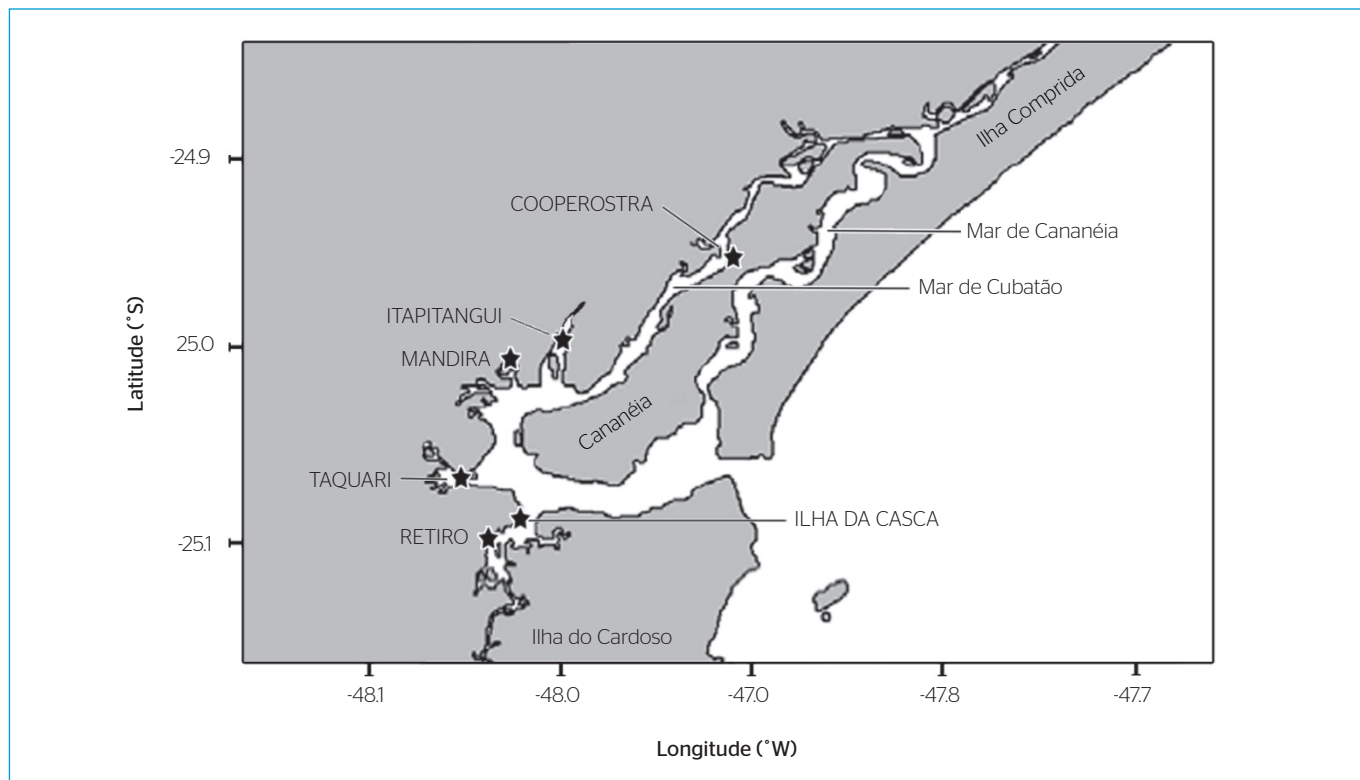 Ilha Comprida
-24.9
COOPEROSTRA
Mar de Cananéia
Mar de Cubatão
ITAPITANGUI
25.0
MANDIRA
Latitude (˚S)
Cananéia
TAQUARI
ILHA DA CASCA
RETIRO
-25.1
Ilha do Cardoso
-48.1
-48.0
-47.0
-47.8
-47.7
Longitude (˚W)